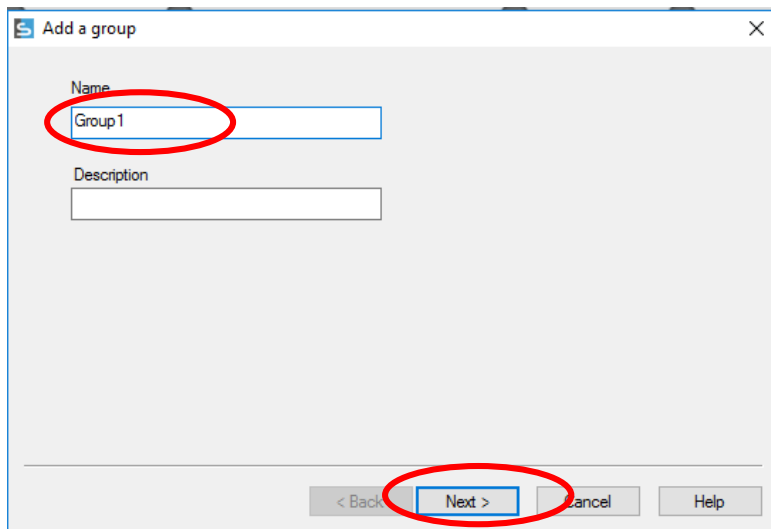 Add a group
Name
Group1
Description
< Back
Next >
Cancel
Help